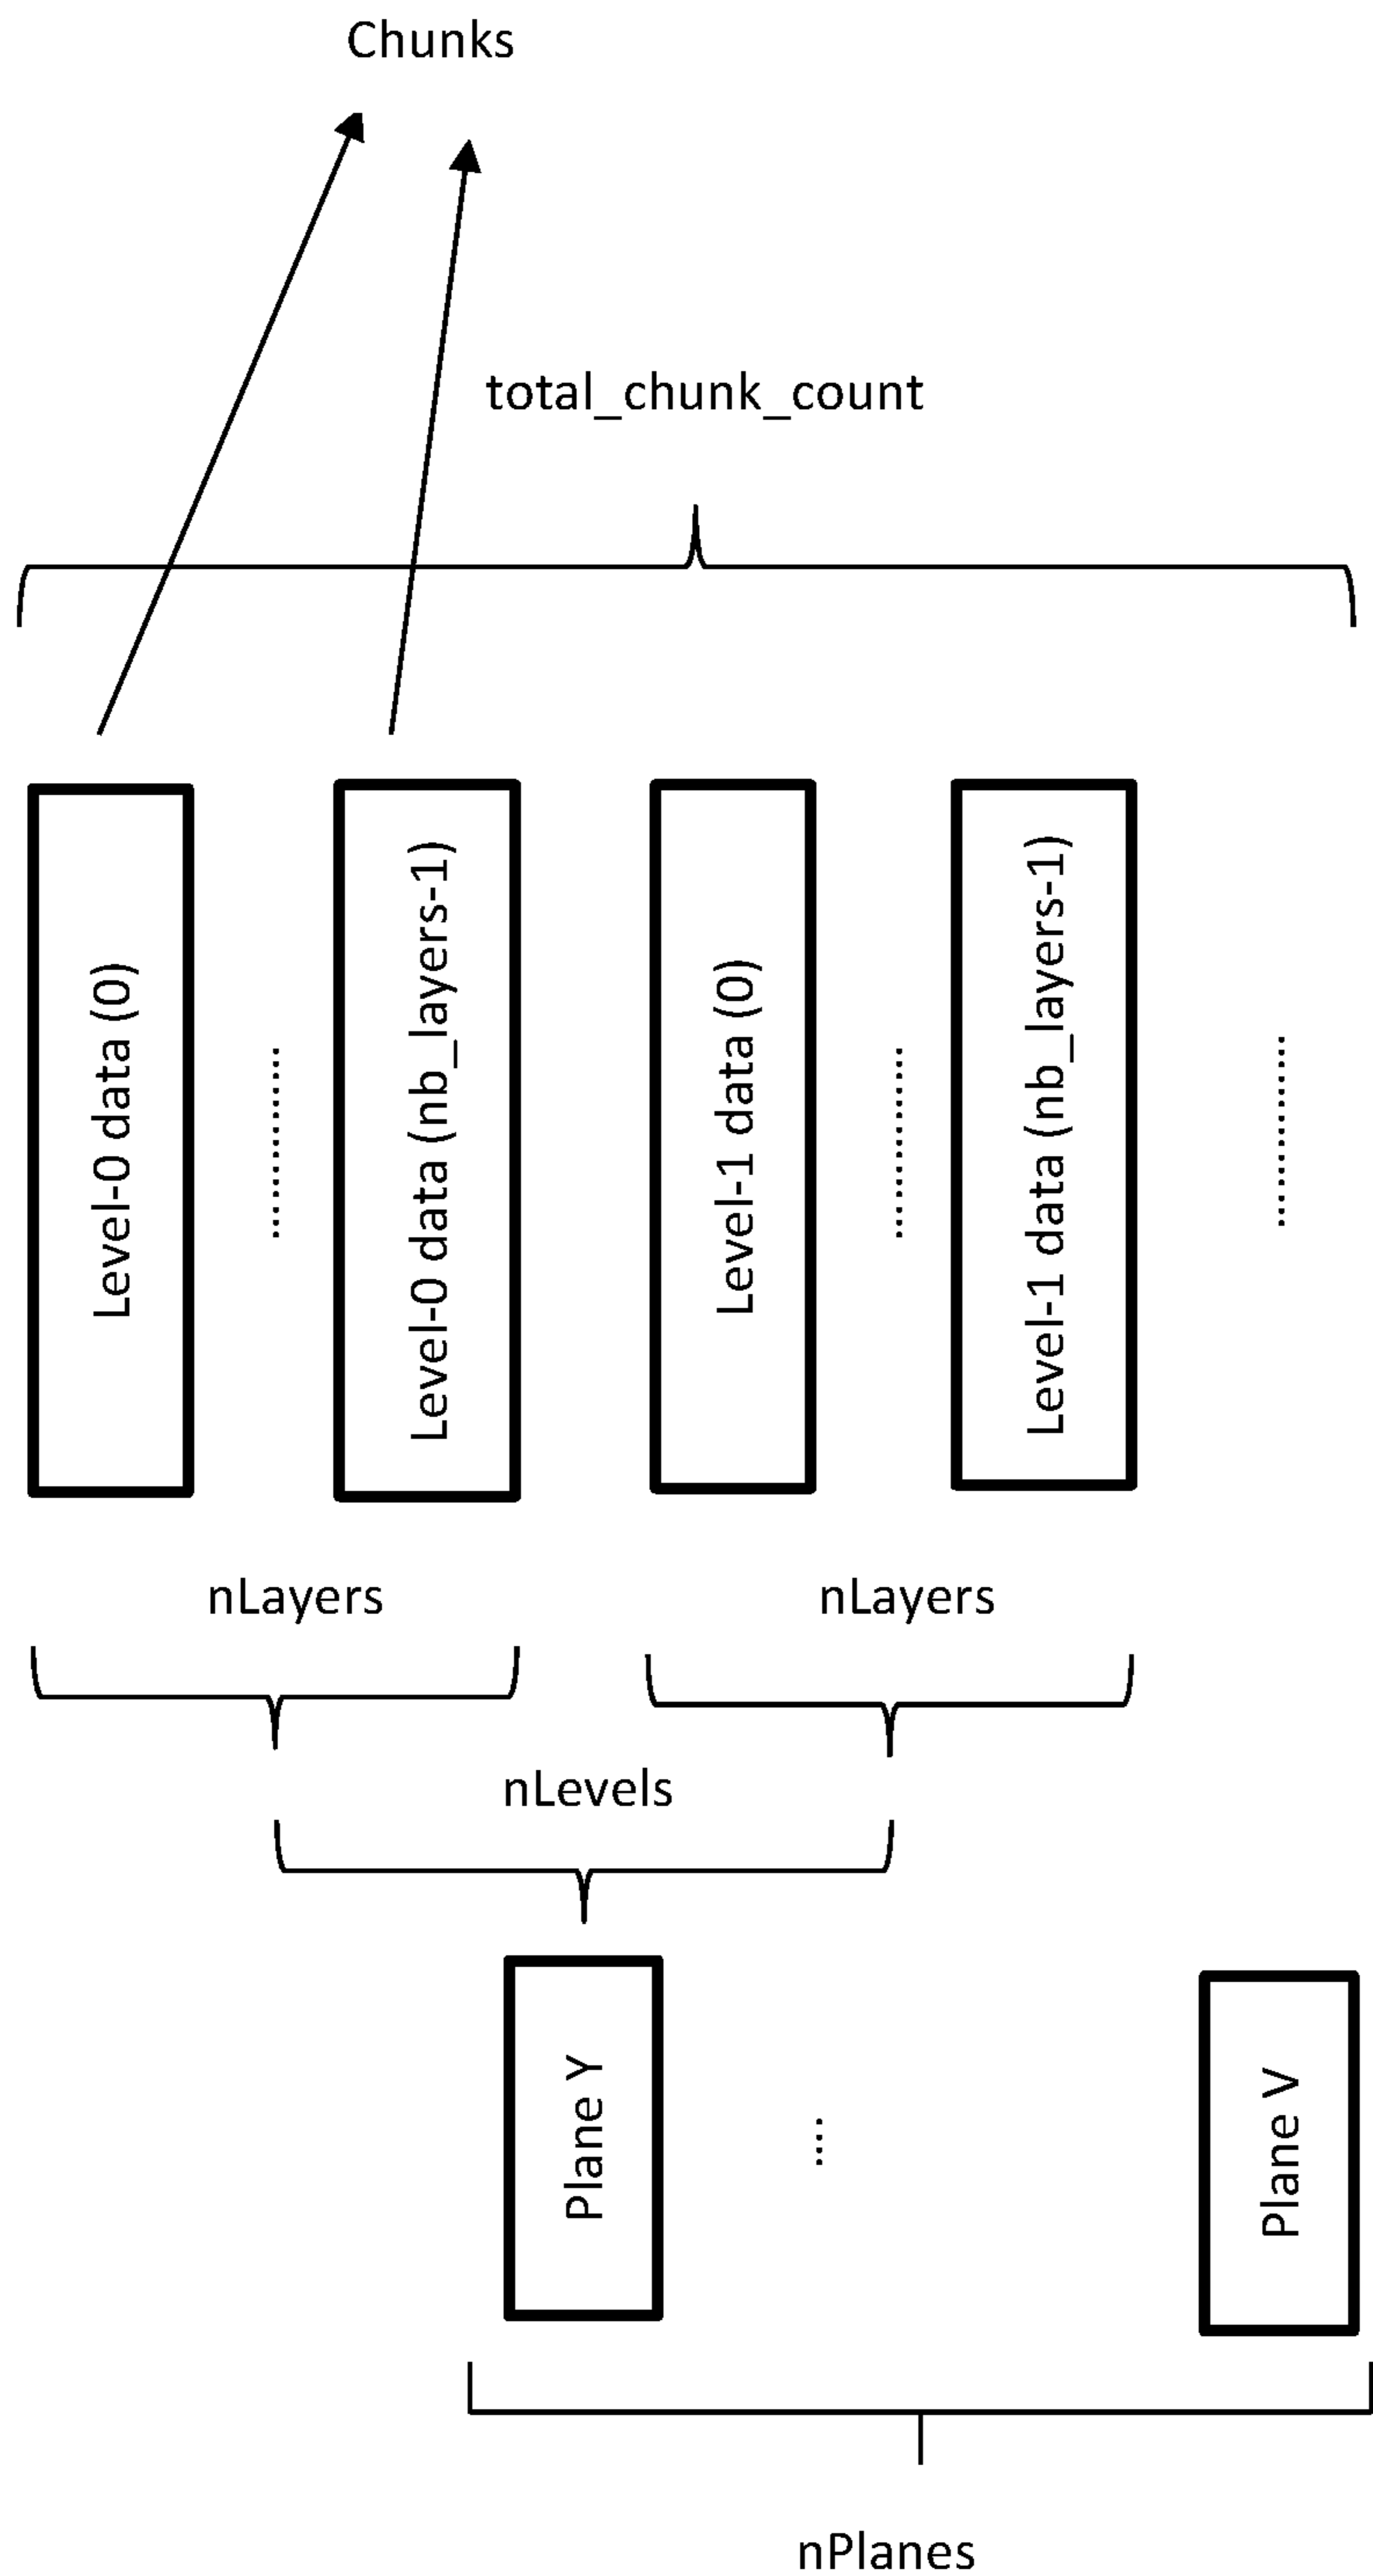 Chunks
total_chunk_count
Level-0 data (0)
............
Level-0 data (nb_layers-1)
Level-1 data (0)
............
Level-1 data (nb_layers-1)
............
nLayers
nLayers
nLevels
Plane Y
....
Plane V
nPlanes